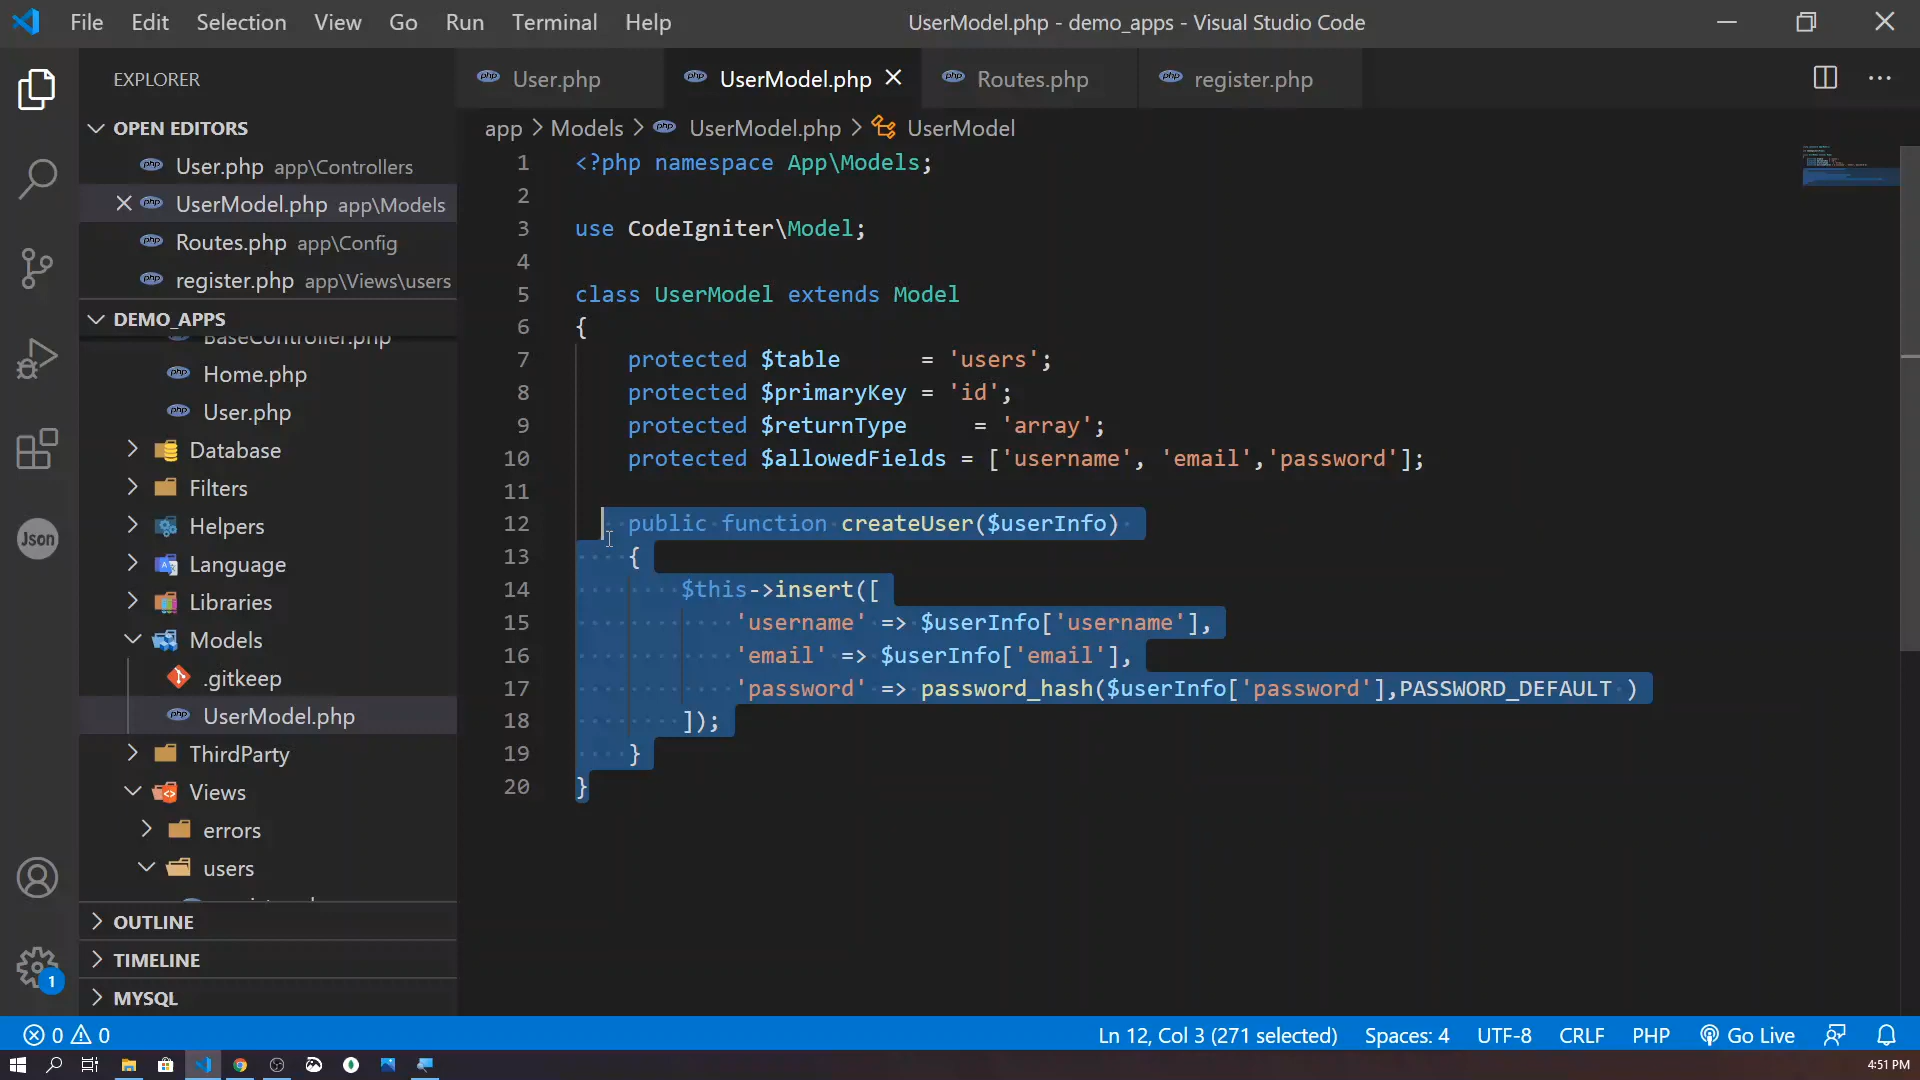 File Edit Selection View Go Run Terminal Help
UserModel.php - demo_apps - Visual Studio Code
EXPLORER
OPEN EDITORS
User.php app\Controllers
UserModel.php app\Models
Routes.php app\Config
register.php app\Views\users
DEMO_APPS
BaseController.php
Home.php
User.php
Database
Filters
Helpers
Language
Libraries
Models
.gitkeep
UserModel.php
ThirdParty
Views
errors
users
OUTLINE
TIMELINE
MYSQL
Json
1
php User.php
php UserModel.php
php Routes.php
php register.php
app > Models > UserModel.php > UserModel
1 <?php namespace App\Models;
2
3 use CodeIgniter\Model;
4
5 class UserModel extends Model
6 {
7 protected $table = 'users';
8 protected $primaryKey = 'id';
9 protected $returnType = 'array';
10 protected $allowedFields = ['username', 'email','password'];
11
12 public function createUser($userInfo)
13 {
14 $this->insert([
15 'username' => $userInfo['username'],
16 'email' => $userInfo['email'],
17 'password' => password_hash($userInfo['password'],PASSWORD_DEFAULT )
18 ]);
19 }
20 }
0 0
Ln 12, Col 3 (271 selected) Spaces: 4 UTF-8 CRLF PHP Go Live
4:51 PM